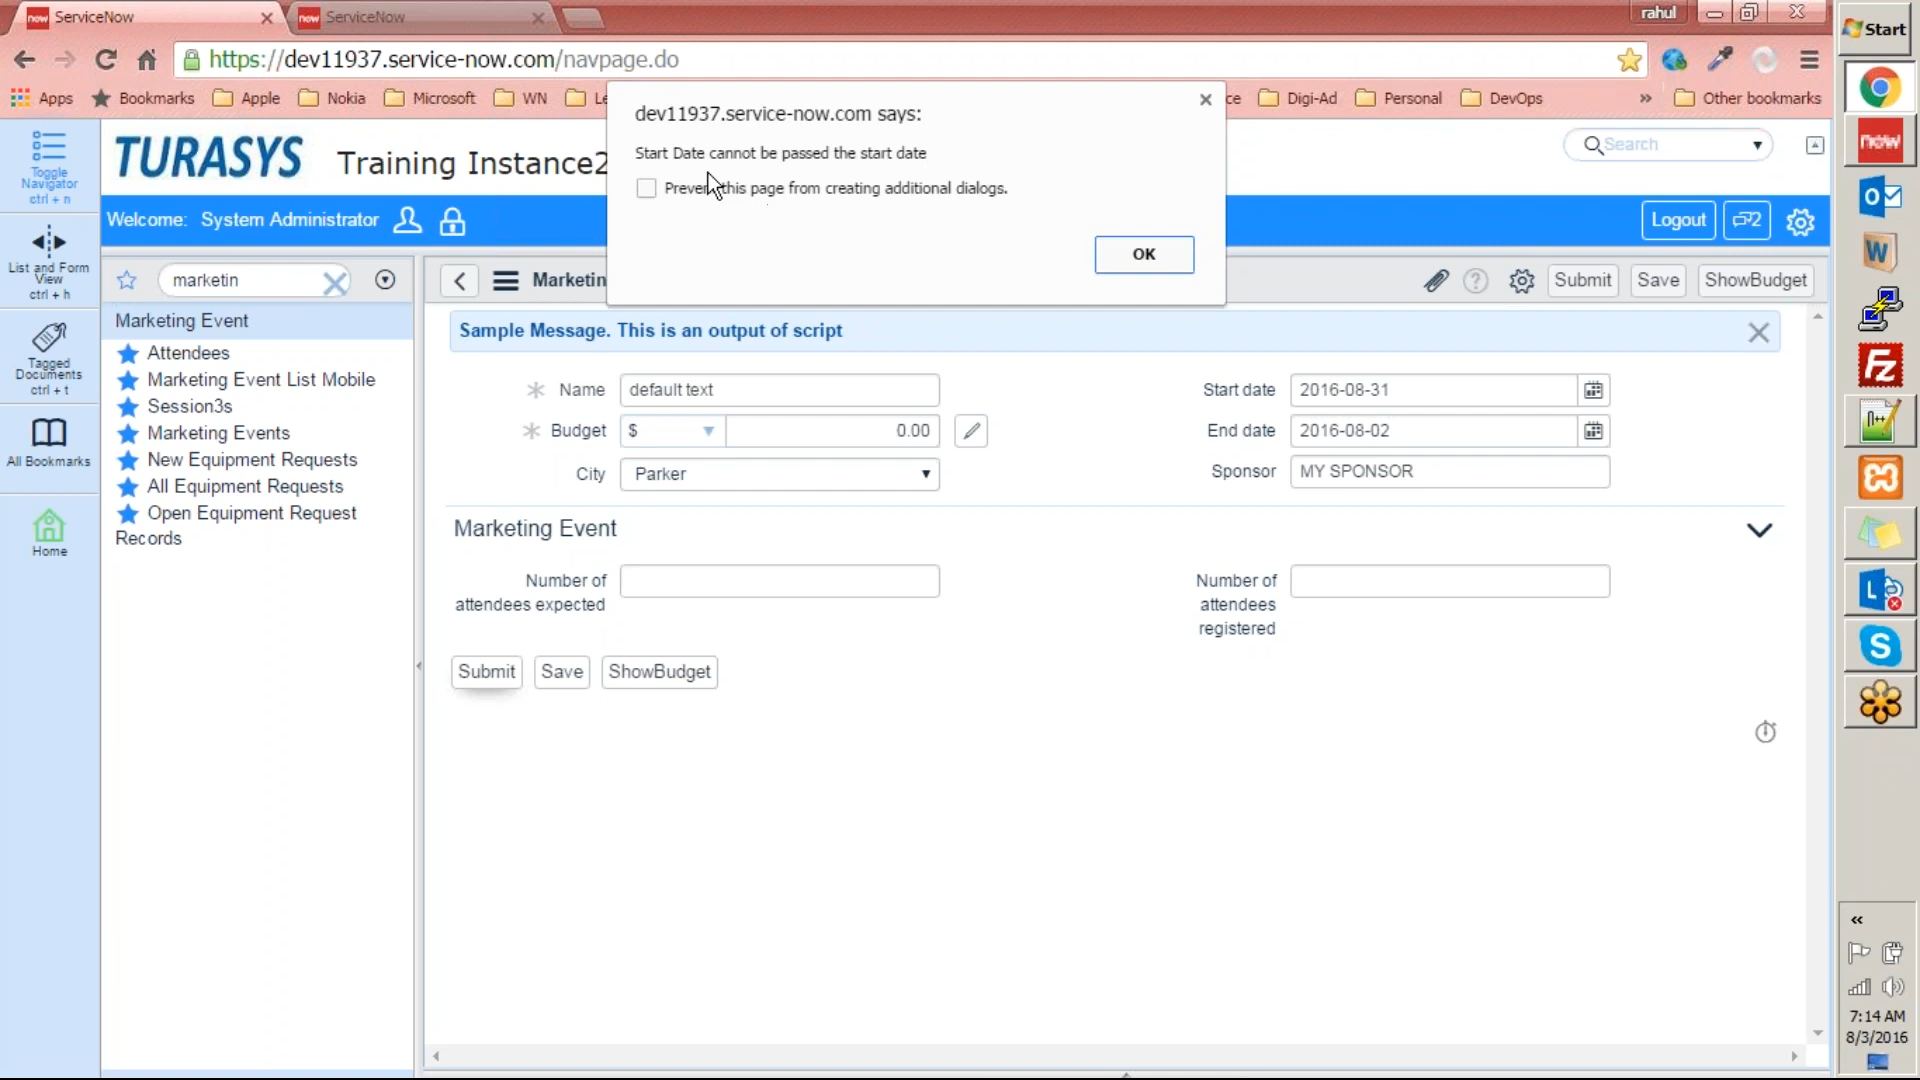 ServiceNow
ServiceNow
rahul
https://dev11937.service-now.com/navpage.do
Apps
Bookmarks
Apple
Nokia
Microsoft
WN
Le
ce
Digi-Ad
Personal
DevOps
»
Other bookmarks
dev11937.service-now.com says:
Start Date cannot be passed the start date
Prevent this page from creating additional dialogs.
OK
TURASYS
Training Instance2
Search
Welcome: System Administrator
Logout
2
Toggle
Navigator
ctrl + n
List and Form
View
ctrl + h
Tagged
Documents
ctrl + t
All Bookmarks
Home
marketin
Marketing Event
Attendees
Marketing Event List Mobile
Session3s
Marketing Events
New Equipment Requests
All Equipment Requests
Open Equipment Request
Records
Marketin
Submit
Save
ShowBudget
Sample Message. This is an output of script
Name
default text
Start date
2016-08-31
Budget
$
0.00
End date
2016-08-02
City
Parker
Sponsor
MY SPONSOR
Marketing Event
Number of
attendees expected
Number of
attendees
registered
Submit
Save
ShowBudget
Start
now
«
7:14 AM
8/3/2016